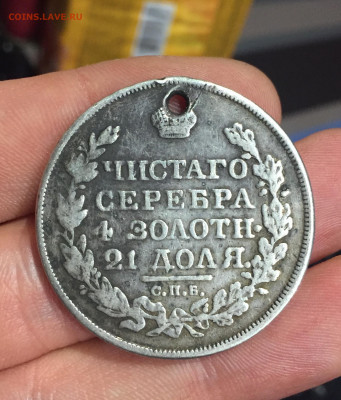 COINS.LAVE.RU
ЧИСТАГО
СЕРЕБРА
4 ЗОЛОТН.
21 ДОЛЯ.
С.П.Б.